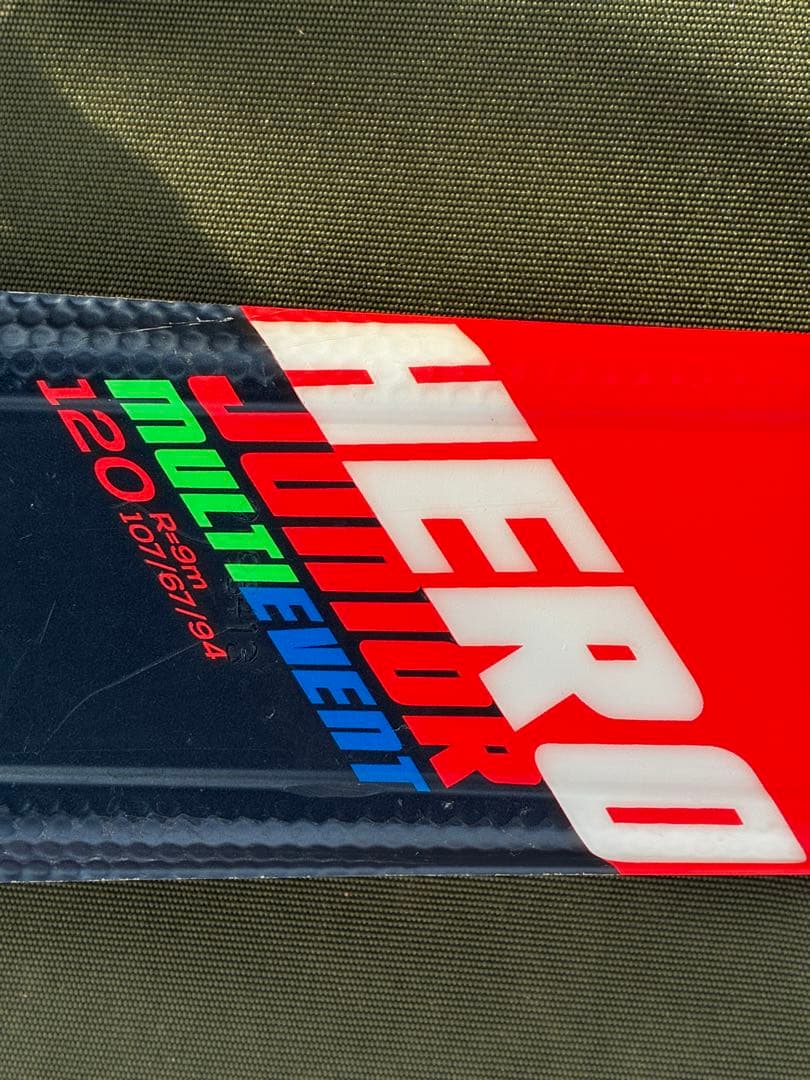 HERO
JUNIOR
MULTIEVENT
120
R=9m
107/67/94